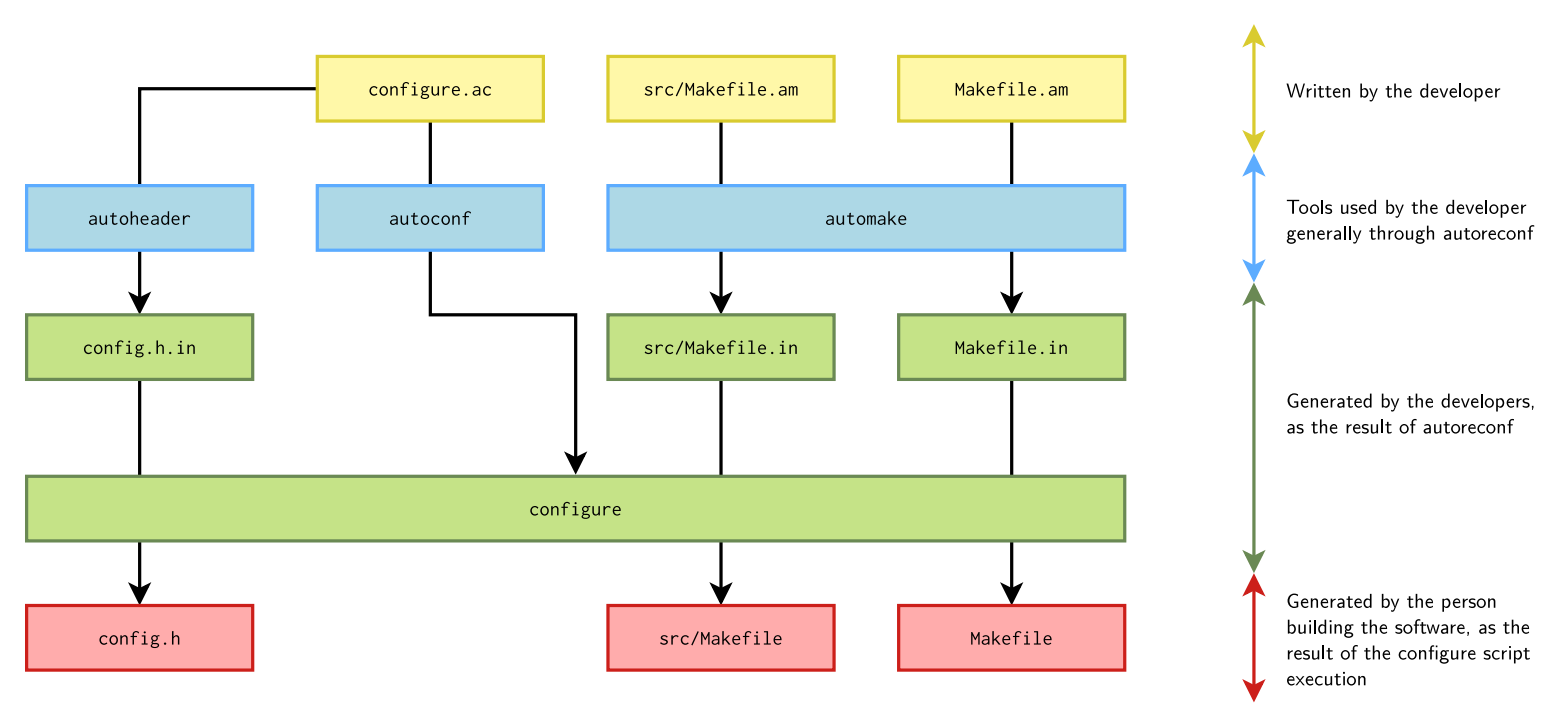 configure.ac
src/Makefile.am
Makefile.am
Written by the developer
autoheader
autoconf
automake
Tools used by the developer
generally through autoreconf
config.h.in
src/Makefile.in
Makefile.in
Generated by the developers,
as the result of autoreconf
configure
config.h
src/Makefile
Makefile
Generated by the person
building the software, as the
result of the configure script
execution